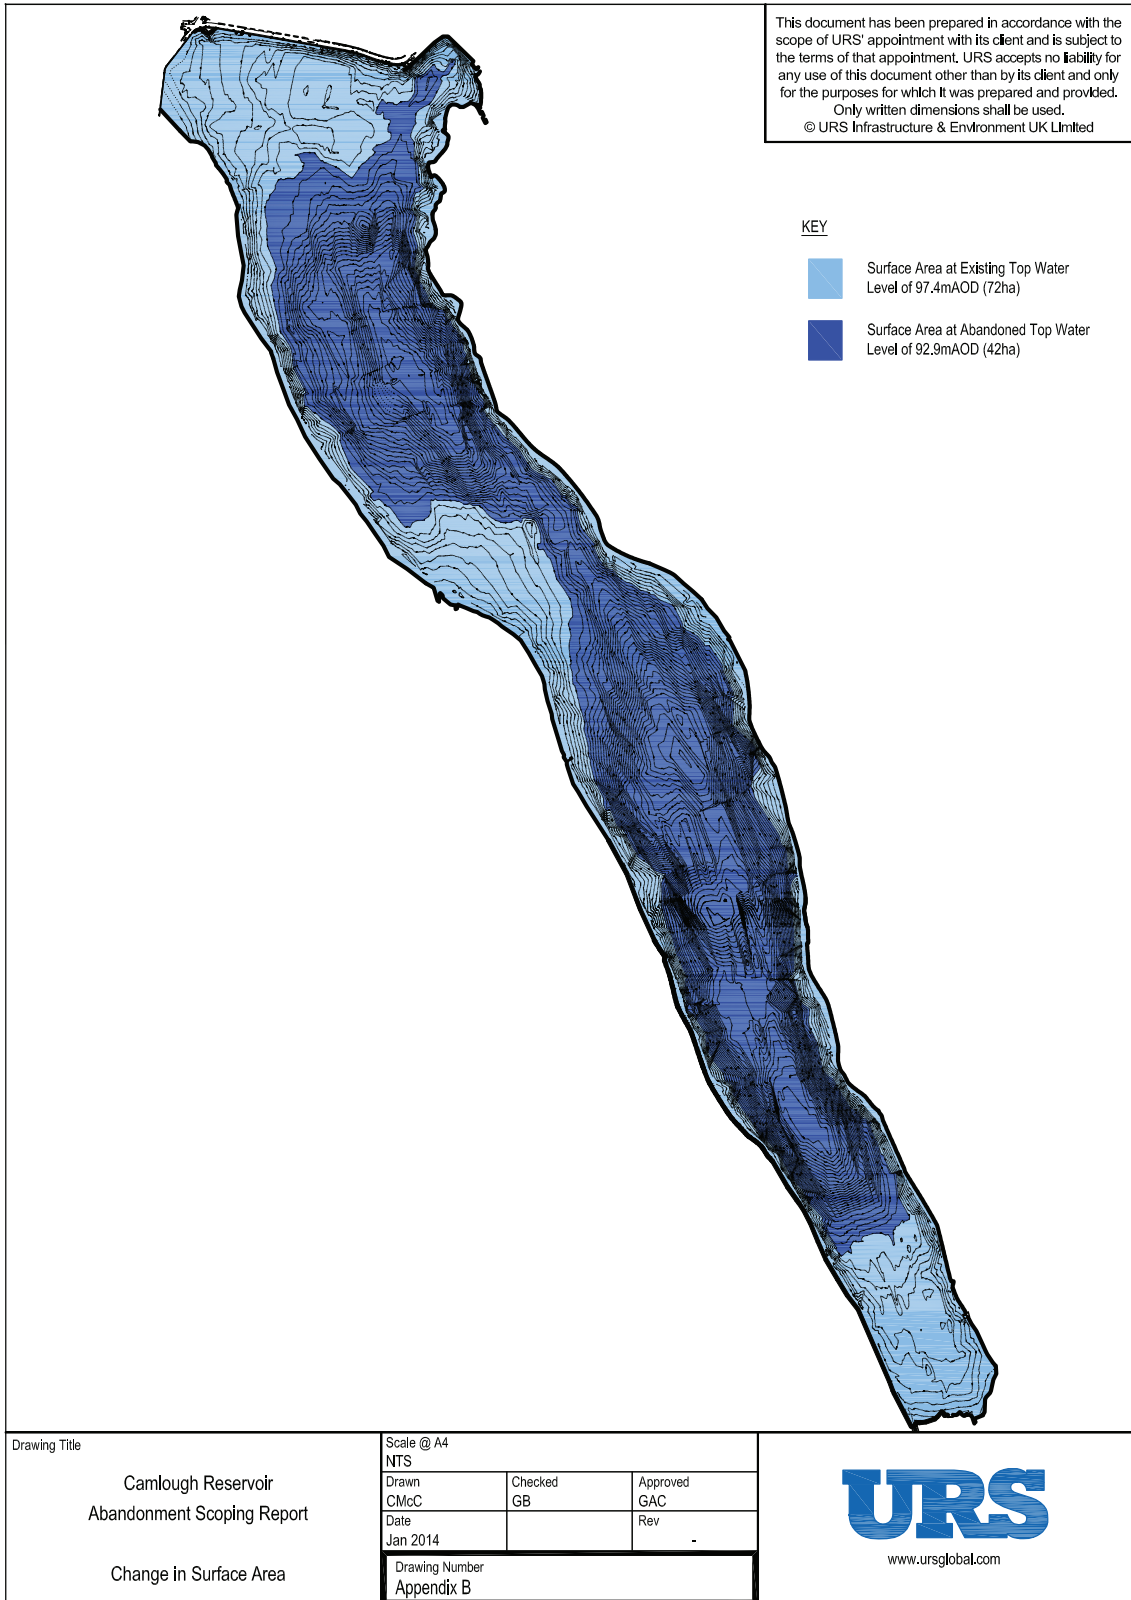 This document has been prepared in accordance with the
scope of URS' appointment with its client and is subject to
the terms of that appointment. URS accepts no liability for
any use of this document other than by its client and only
for the purposes for which it was prepared and provided.
Only written dimensions shall be used.
© URS Infrastructure & Environment UK Limited
KEY
Surface Area at Existing Top Water
Level of 97.4mAOD (72ha)
Surface Area at Abandoned Top Water
Level of 92.9mAOD (42ha)
Drawing Title
Camlough Reservoir
Abandonment Scoping Report
Change in Surface Area
Scale @ A4
NTS
Drawn
CMcC
Checked
GB
Approved
GAC
Date
Jan 2014
Rev
-
Drawing Number
Appendix B
URS
www.ursglobal.com